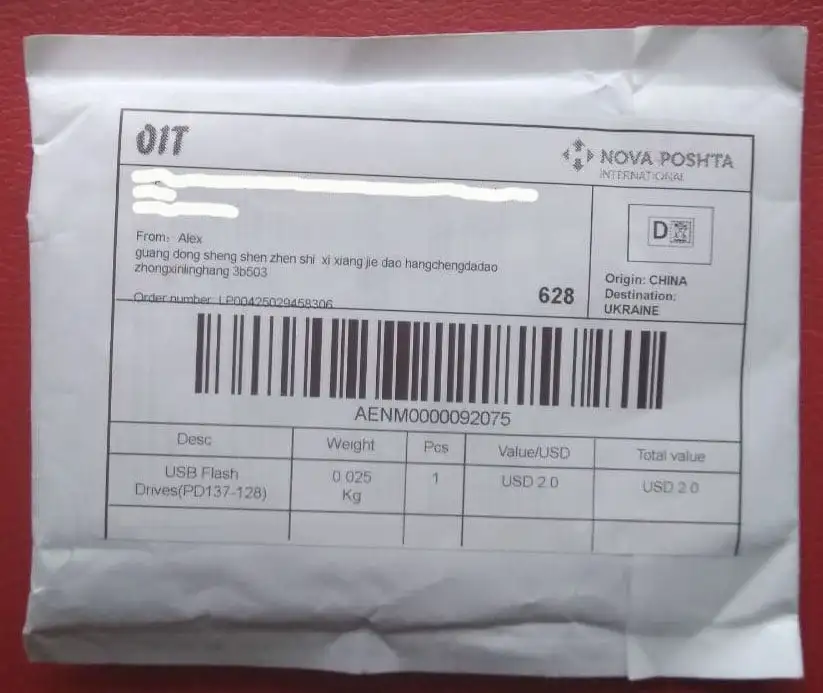 OIT
NOVA POSHTA
INTERNATIONAL
From: Alex
guang dong sheng shen zhen shi xi xiang jie dao hangchengdadao
zhongxinlinghang 3b503
Order number: LP00425029458306
628
D
Origin: CHINA
Destination:
UKRAINE
AENM0000092075
Desc Weight Pcs Value/USD Total value
USB Flash 0.025 1 USD 2.0 USD 2.0
Drives(PD137-128) Kg